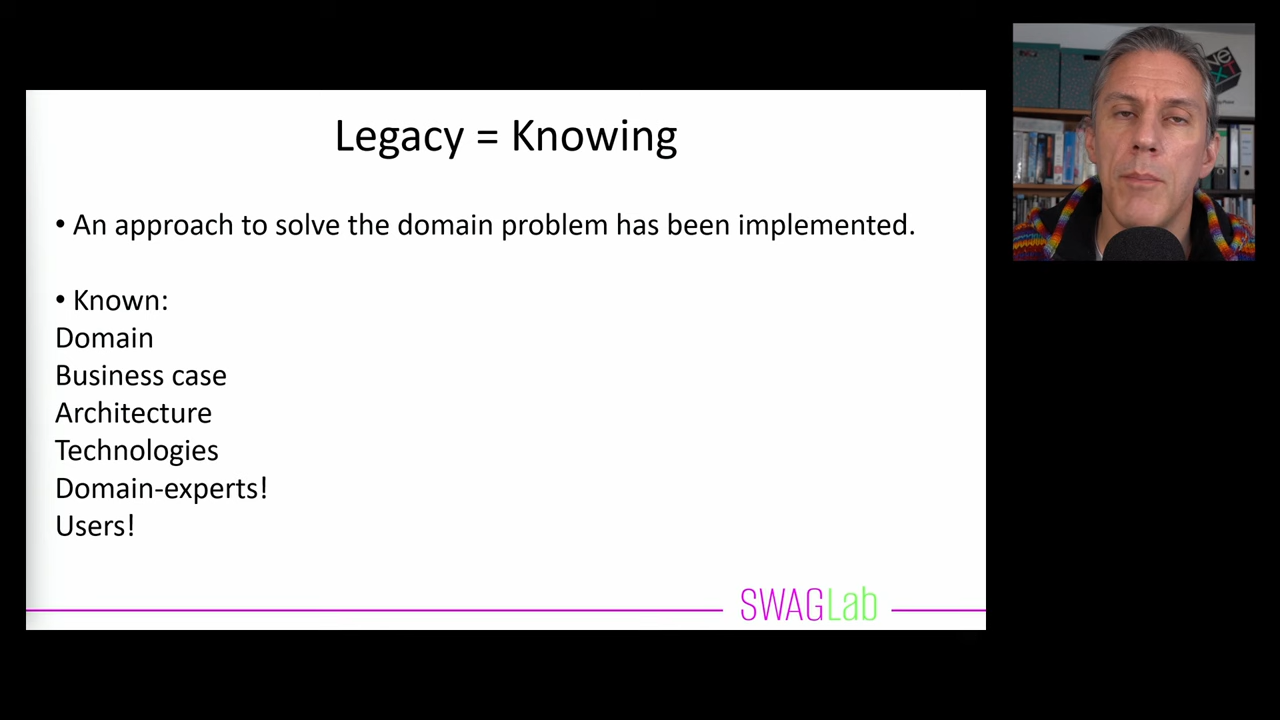 Legacy = Knowing
• An approach to solve the domain problem has been implemented.
• Known:
Domain
Business case
Architecture
Technologies
Domain-experts!
Users!
SWAGLab